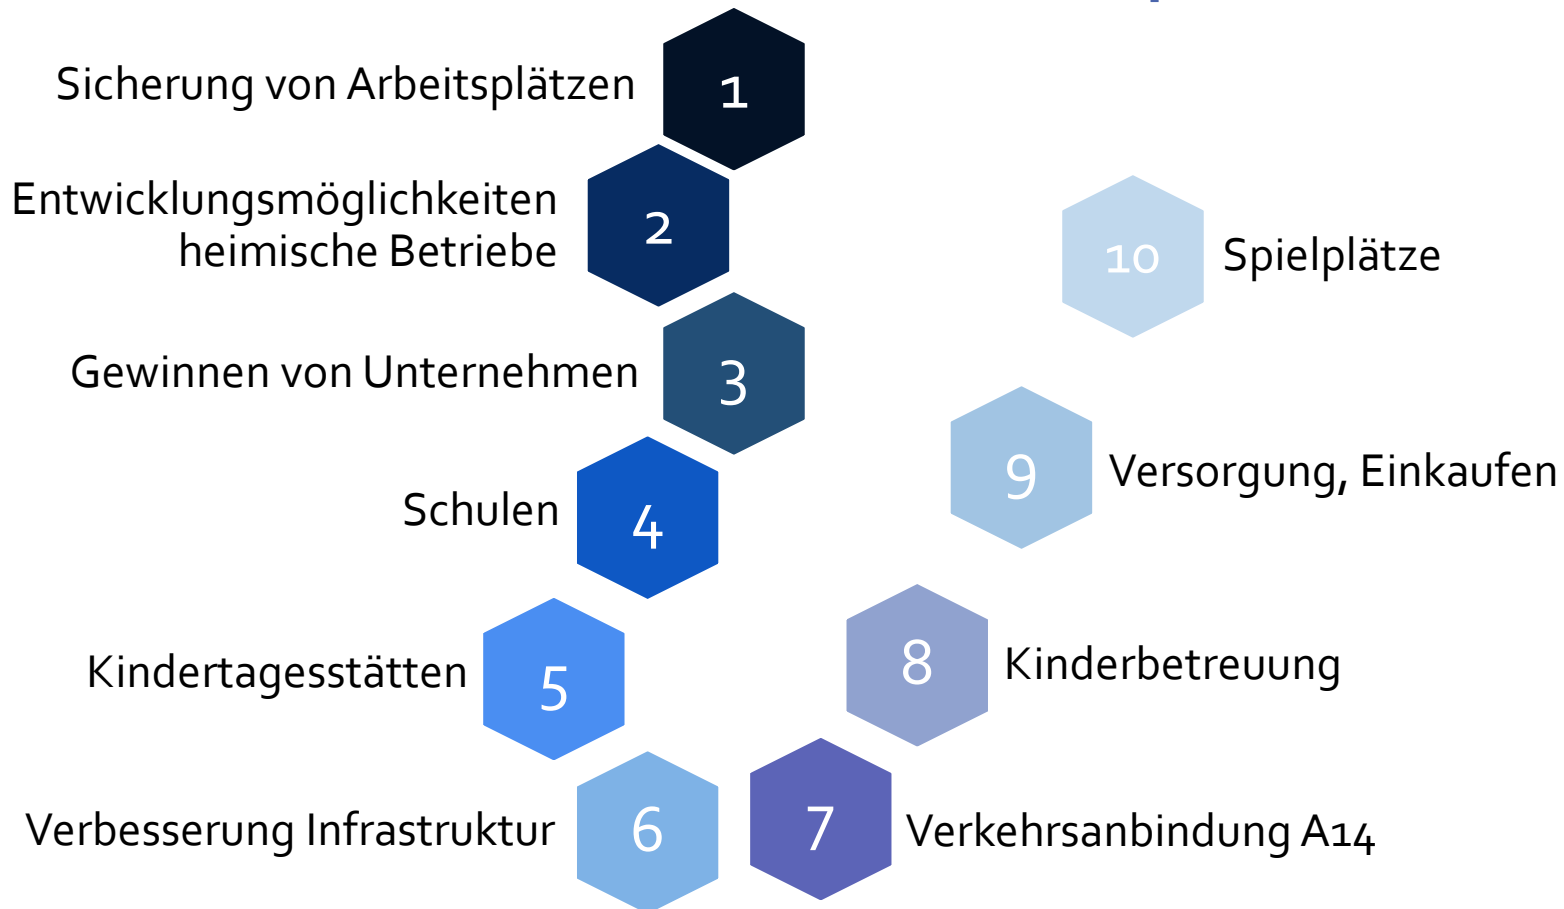 Sicherung von Arbeitsplätzen
1
Entwicklungsmöglichkeiten
heimische Betriebe
2
Gewinnen von Unternehmen
3
Schulen
4
Kindertagesstätten
5
Verbesserung Infrastruktur
6
7
Verkehrsanbindung A14
8
Kinderbetreuung
9
Versorgung, Einkaufen
10
Spielplätze